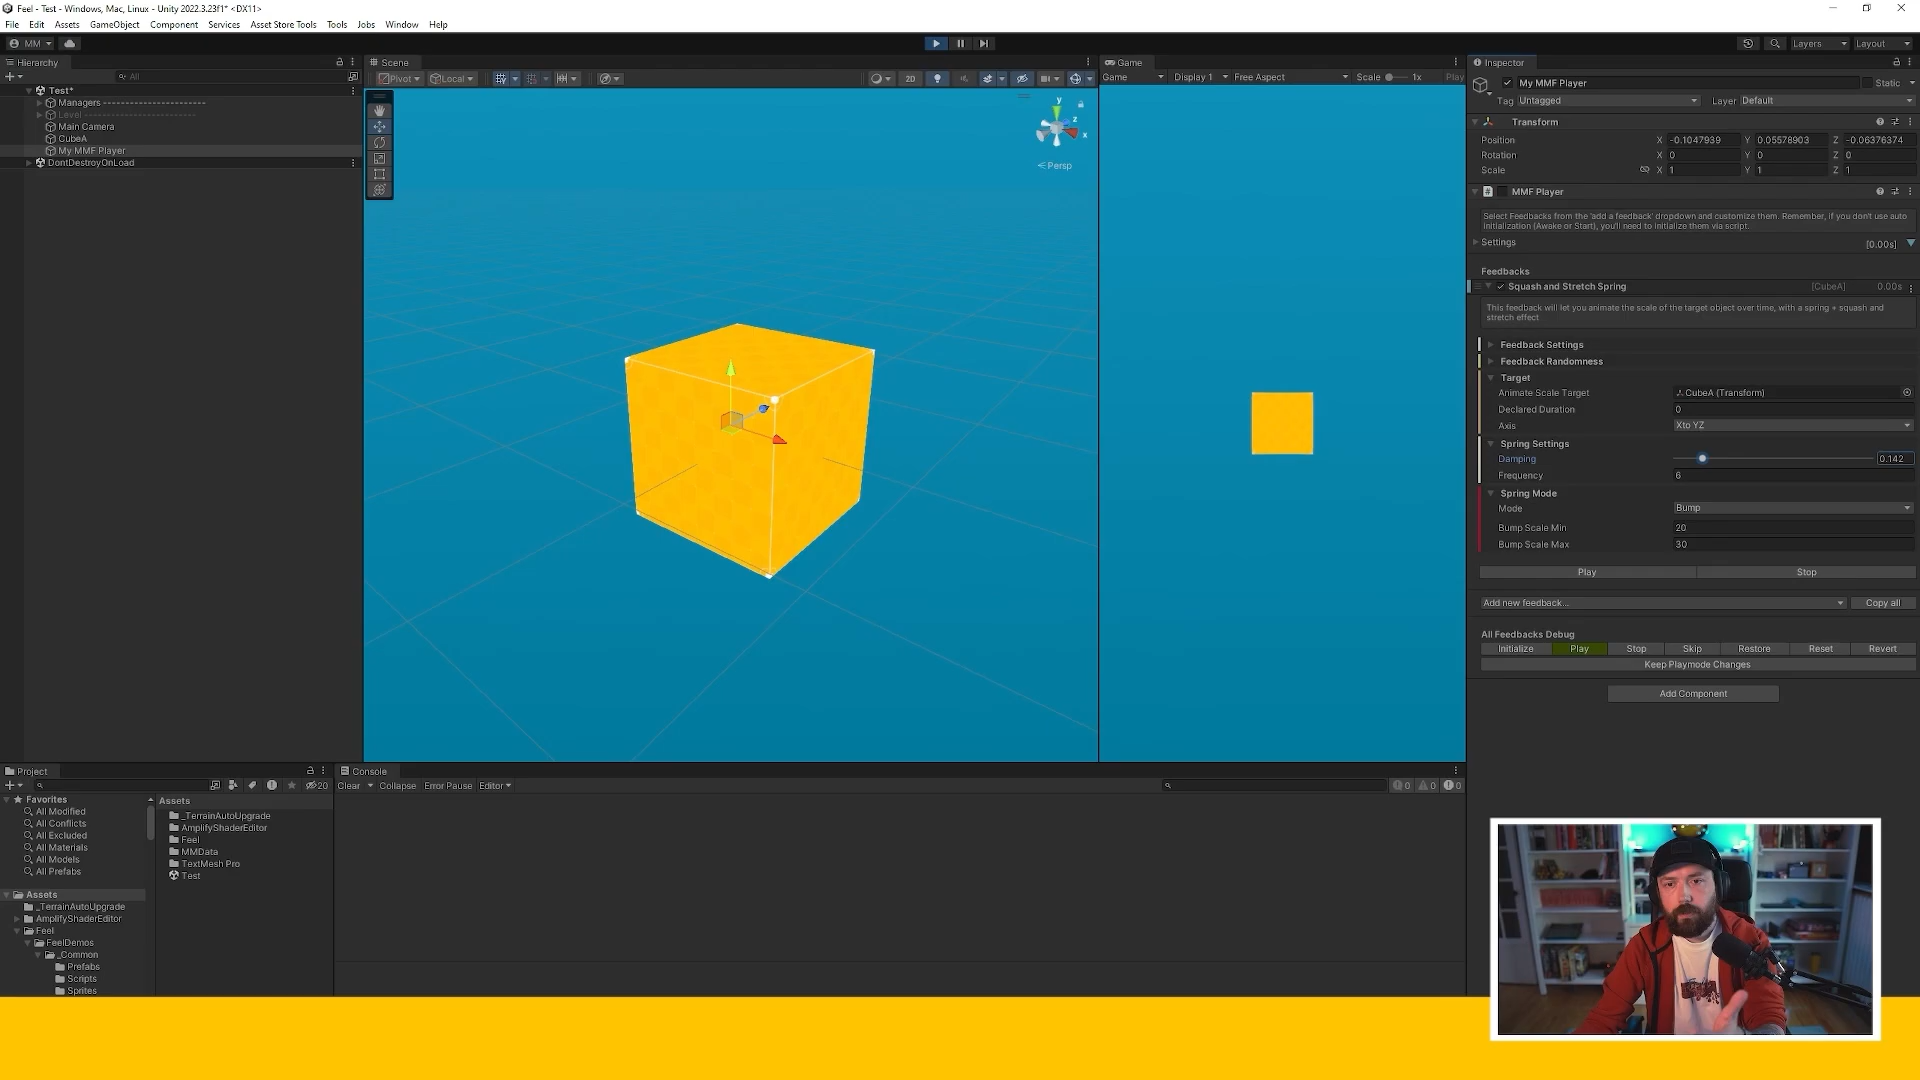 Feel - Test - Windows, Mac, Linux - Unity 2022.3.23f1* <DX11>
File Edit Assets GameObject Component Services Asset Store Tools Tools Jobs Window Help
MM
Layers Layout
Hierarchy
All
Test*
Managers ------------------------
Level --------------------------
Main Camera
CubeA
My MMF Player
DontDestroyOnLoad
Scene
Pivot Local 2D
y
z
x
Persp
Game
Game Display 1 Free Aspect Scale 1x Play
Inspector
My MMF Player Static
Tag Untagged Layer Default
Transform
Position X -0.1047939 Y 0.05578903 Z -0.06376374
Rotation X 0 Y 0 Z 0
Scale X 1 Y 1 Z 1
MMF Player
Select Feedbacks from the 'add a feedback' dropdown and customize them. Remember, if you don't use auto
initialization (Awake or Start), you'll need to initialize them via script.
Settings [0.00s]
Feedbacks
Squash and Stretch Spring [CubeA] 0.00s
This feedback will let you animate the scale of the target object over time, with a spring + squash and
stretch effect
Feedback Settings
Feedback Randomness
Target
Animate Scale Target CubeA (Transform)
Declared Duration 0
Axis Xto YZ
Spring Settings
Damping 0.142
Frequency 6
Spring Mode
Mode Bump
Bump Scale Min 20
Bump Scale Max 30
Play Stop
Add new feedback... Copy all
All Feedbacks Debug
Initialize Play Stop Skip Restore Reset Revert
Keep Playmode Changes
Add Component
Project
20
Favorites
All Modified
All Conflicts
All Excluded
All Materials
All Models
All Prefabs
Assets
_TerrainAutoUpgrade
AmplifyShaderEditor
Feel
FeelDemos
_Common
Prefabs
Scripts
Sprites
Assets
_TerrainAutoUpgrade
AmplifyShaderEditor
Feel
MMData
TextMesh Pro
Test
Console
Clear Collapse Error Pause Editor
0 0 0